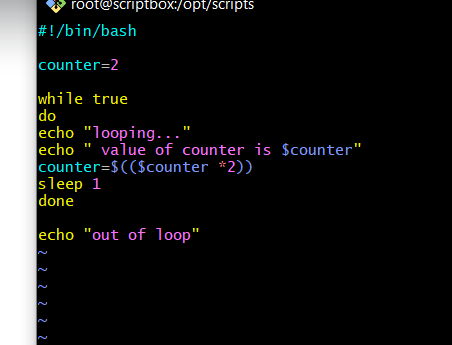 root@scriptbox:/opt/scripts
#!/bin/bash
counter=2
while true
do
echo "looping..."
echo " value of counter is $counter"
counter=$(($counter *2))
sleep 1
done
echo "out of loop"
~
~
~
~
~
~